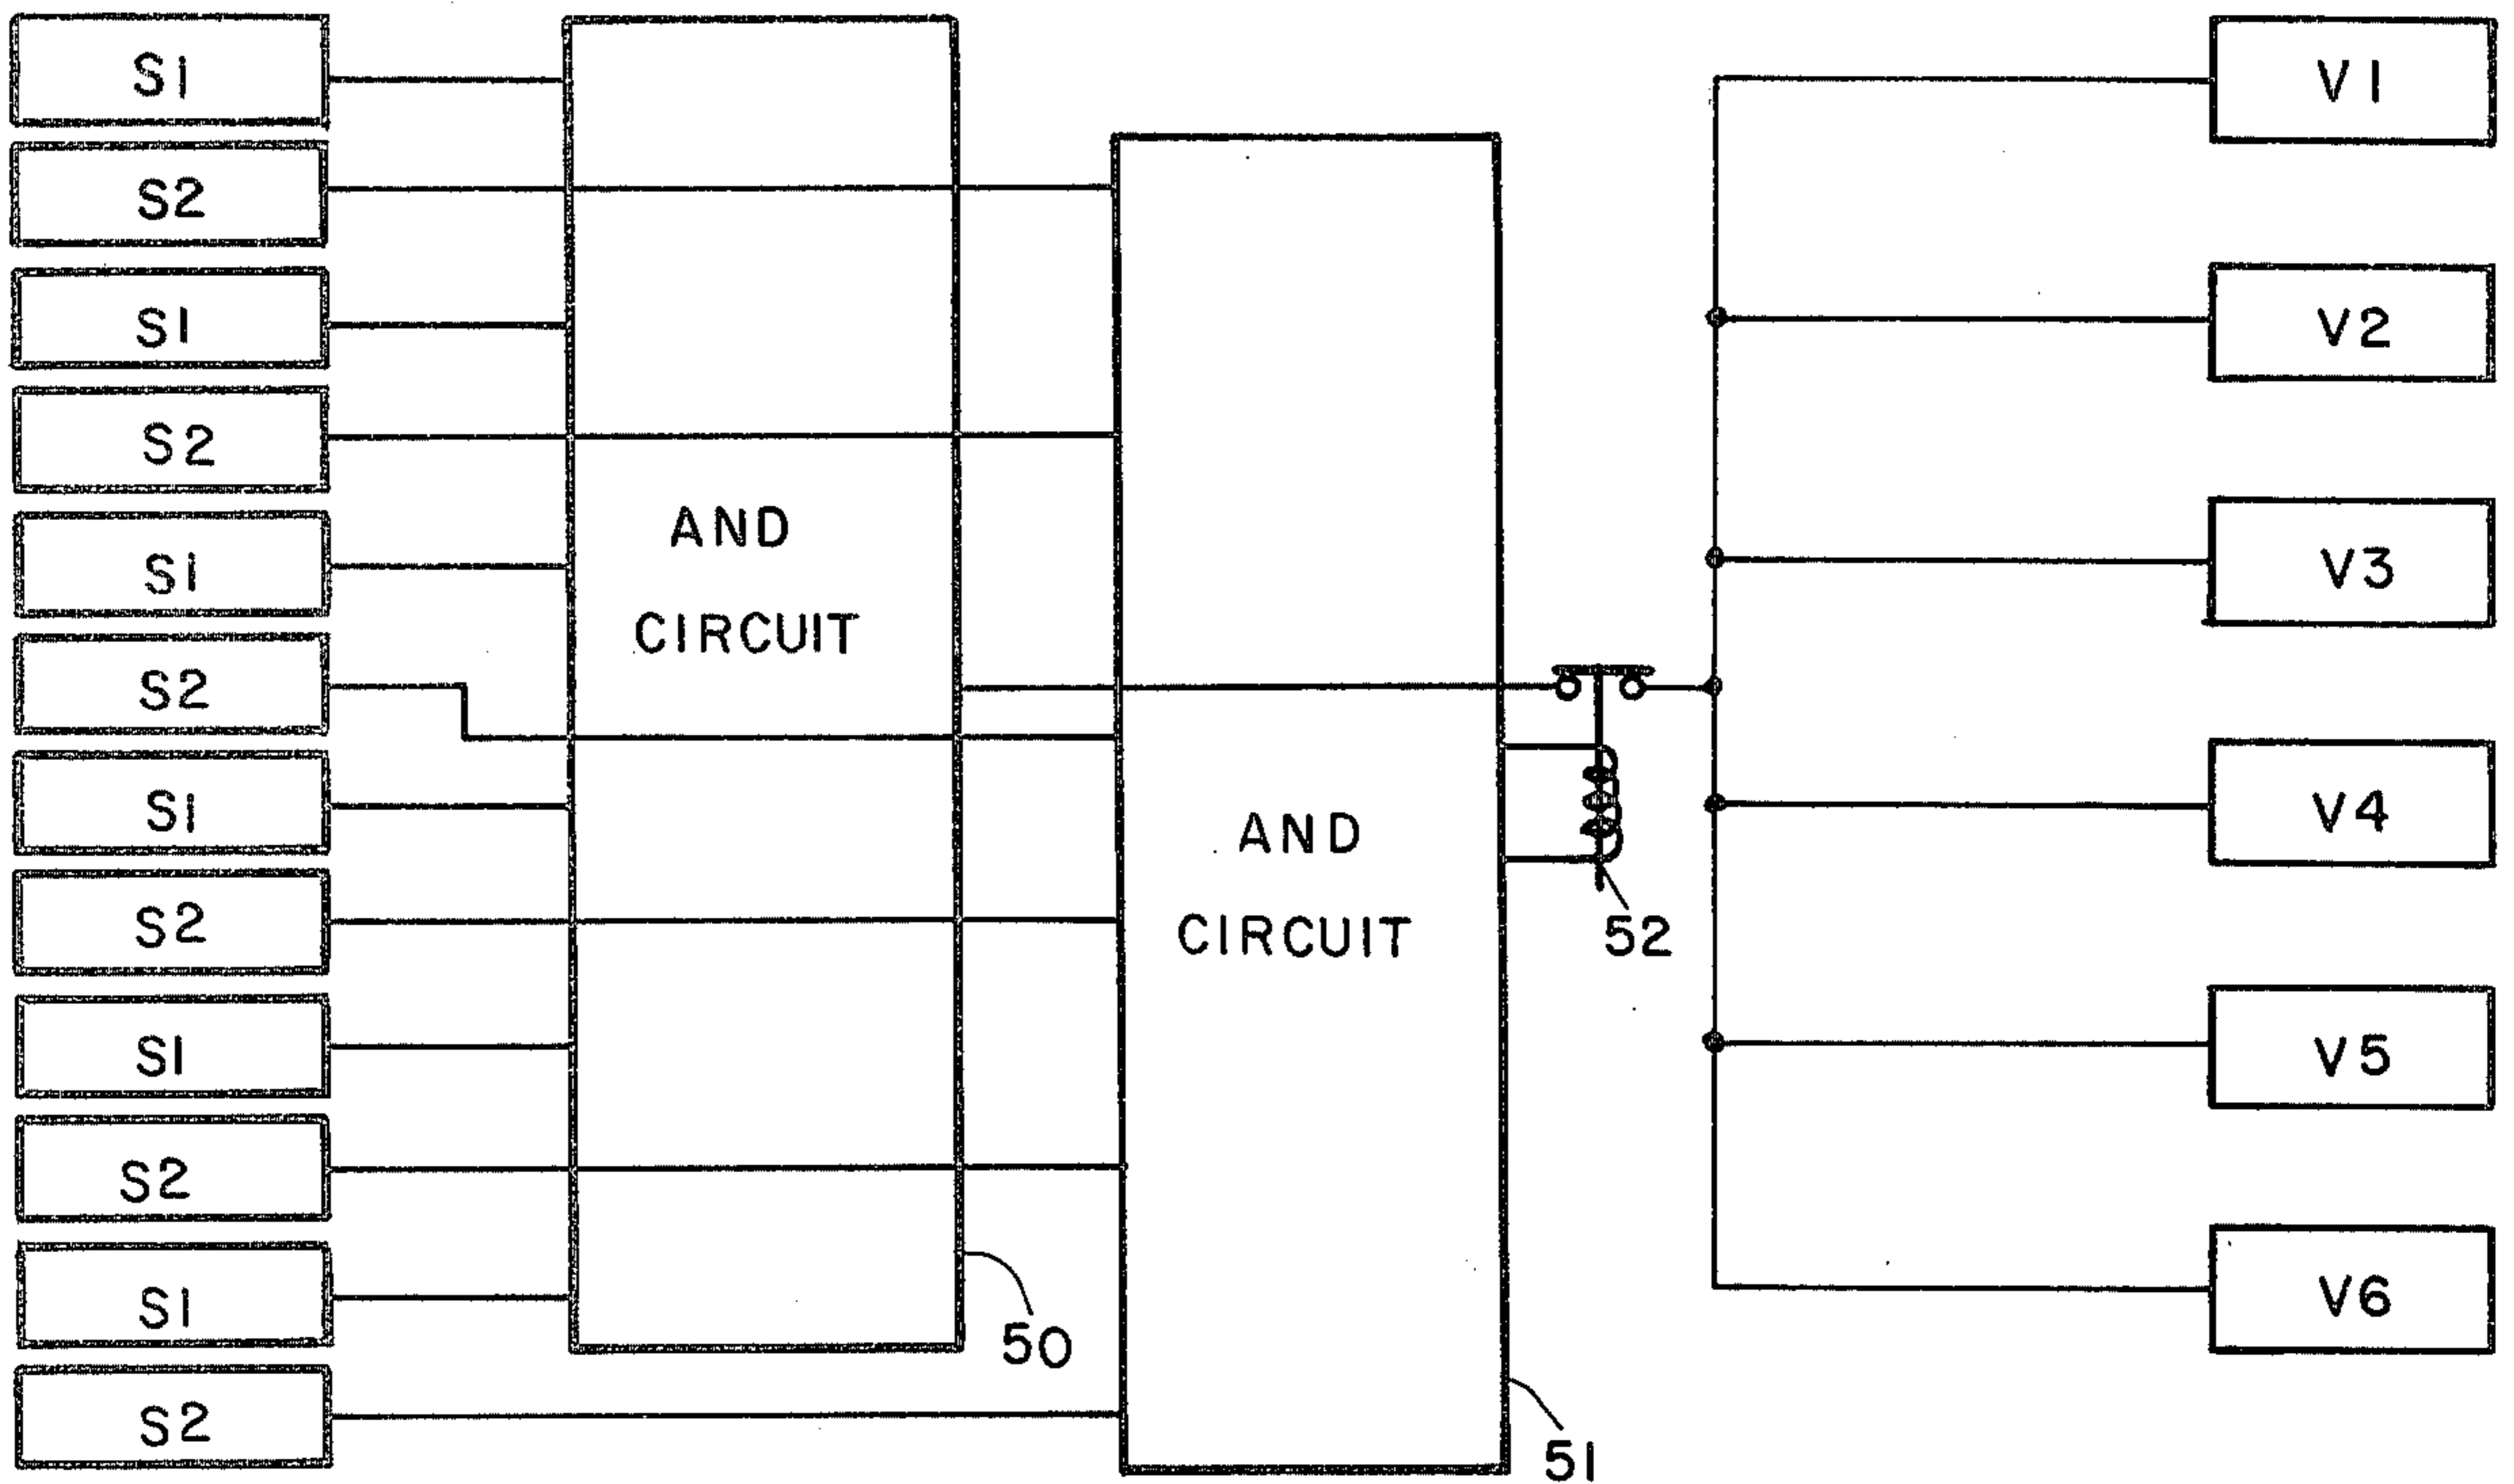 S1
S2
S1
S2
S1
S2
S1
S2
S1
S2
S1
S2
AND
CIRCUIT
50
AND
CIRCUIT
51
52
V1
V2
V3
V4
V5
V6